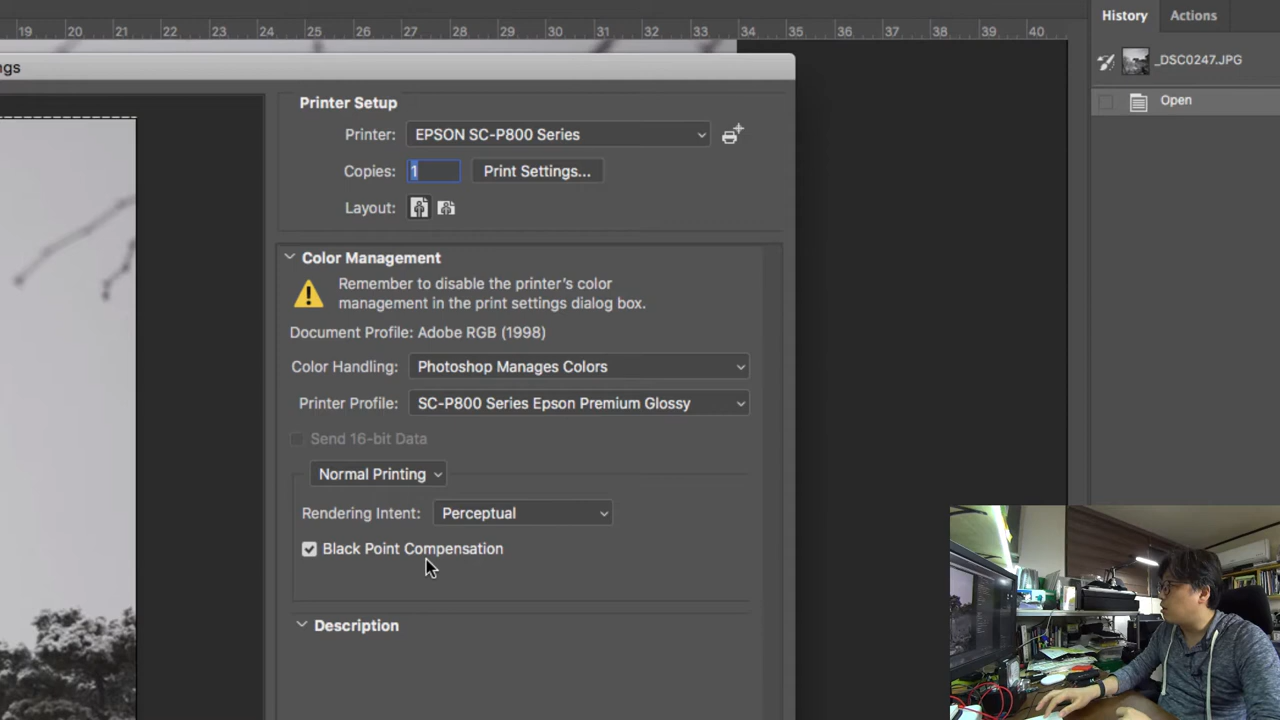 History Actions
19 20 21 22 23 24 25 26 27 28 29 30 31 32 33 34 35 36 37 38 39 40
ngs
_DSC0247.JPG
Open
Printer Setup
Printer: EPSON SC-P800 Series
Copies: 1 Print Settings...
Layout:
Color Management
Remember to disable the printer's color
management in the print settings dialog box.
Document Profile: Adobe RGB (1998)
Color Handling: Photoshop Manages Colors
Printer Profile: SC-P800 Series Epson Premium Glossy
Send 16-bit Data
Normal Printing
Rendering Intent: Perceptual
Black Point Compensation
Description